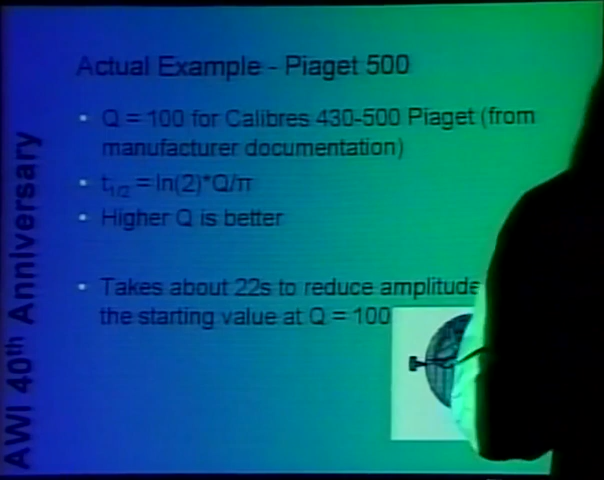 Actual Example - Piaget 500
• Q = 100 for Calibres 430-500 Piaget (from
manufacturer documentation)
• t1/2 = ln(2)*Q/π
• Higher Q is better
• Takes about 22s to reduce amplitude
the starting value at Q = 100
AWI 40th Anniversary